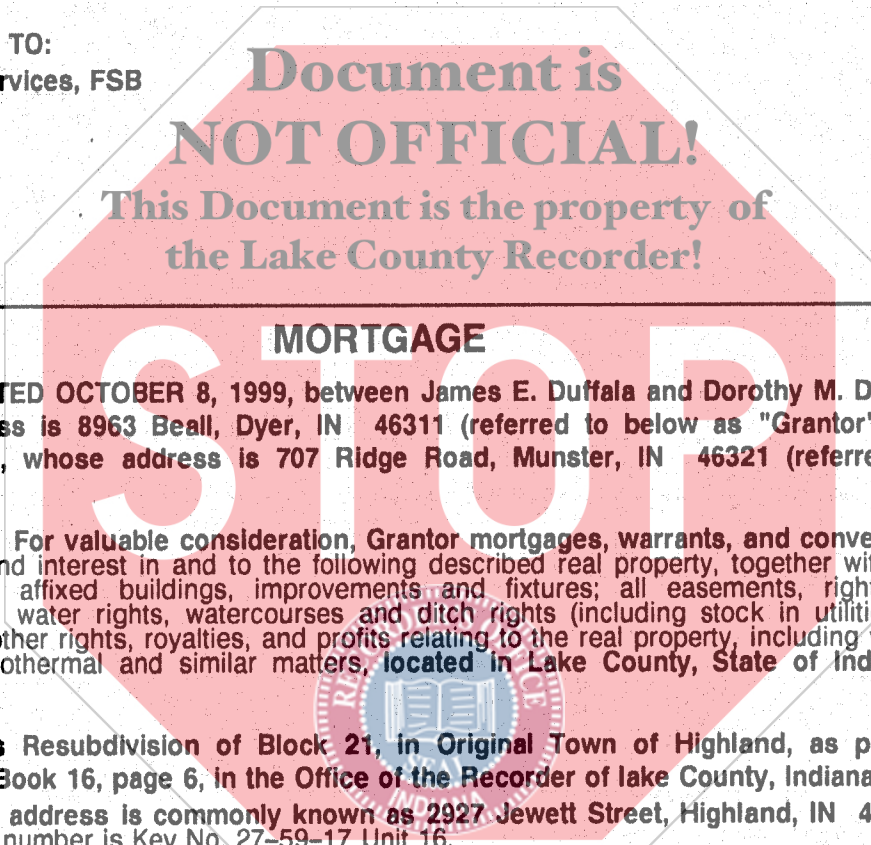 TO:
rvices, FSB
Document is
NOT OFFICIAL!
This Document is the property of
the Lake County Recorder!
MORTGAGE
TED OCTOBER 8, 1999, between James E. Duffala and Dorothy M. D
ss is 8963 Beall, Dyer, IN 46311 (referred to below as "Grantor"
, whose address is 707 Ridge Road, Munster, IN 46321 (referre
STOP
For valuable consideration, Grantor mortgages, warrants, and conve
nd interest in and to the following described real property, together wi
affixed buildings, improvements and fixtures; all easements, right
water rights, watercourses and ditch rights (including stock in utiliti
ther rights, royalties, and profits relating to the real property, including
othermal and similar matters, located in Lake County, State of Ind
s Resubdivision of Block 21, in Original Town of Highland, as p
Book 16, page 6, in the Office of the Recorder of lake County, Indiana
address is commonly known as 2927 Jewett Street, Highland, IN 4
number is Key No. 27-59-17 Unit 16.
SEAL
INDIANA